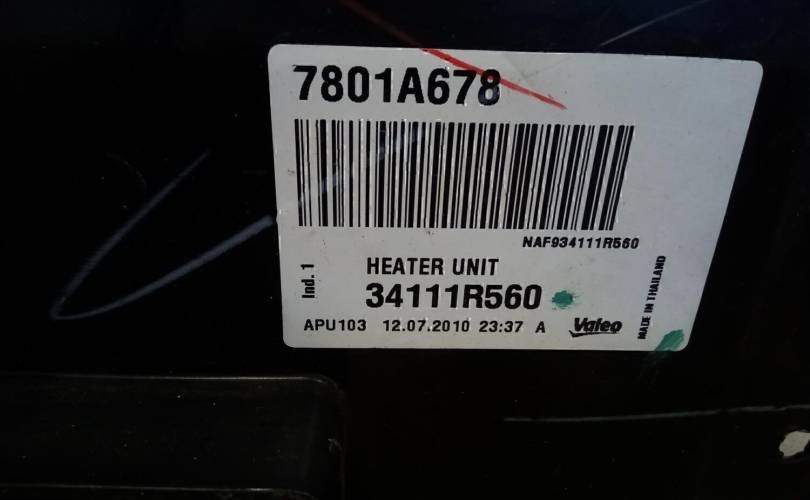 7801A678
NAF934111R560
Ind. 1
HEATER UNIT
34111R560
APU103 12.07.2010 23:37 A Valeo
MADE IN THAILAND